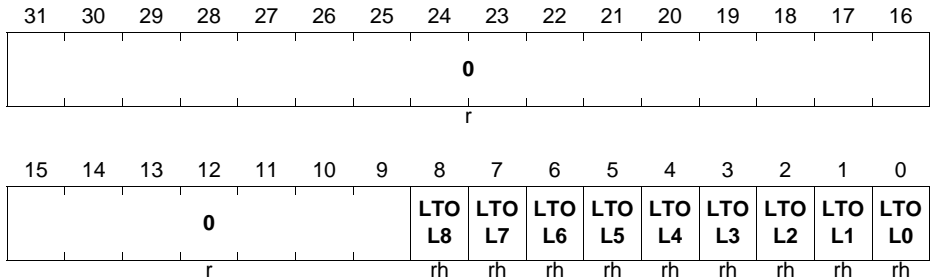 31 30 29 28 27 26 25 24 23 22 21 20 19 18 17 16
0
r
15 14 13 12 11 10 9 8 7 6 5 4 3 2 1 0
0 LTO LTO LTO LTO LTO LTO LTO LTO LTO
L8 L7 L6 L5 L4 L3 L2 L1 L0
r rh rh rh rh rh rh rh rh rh